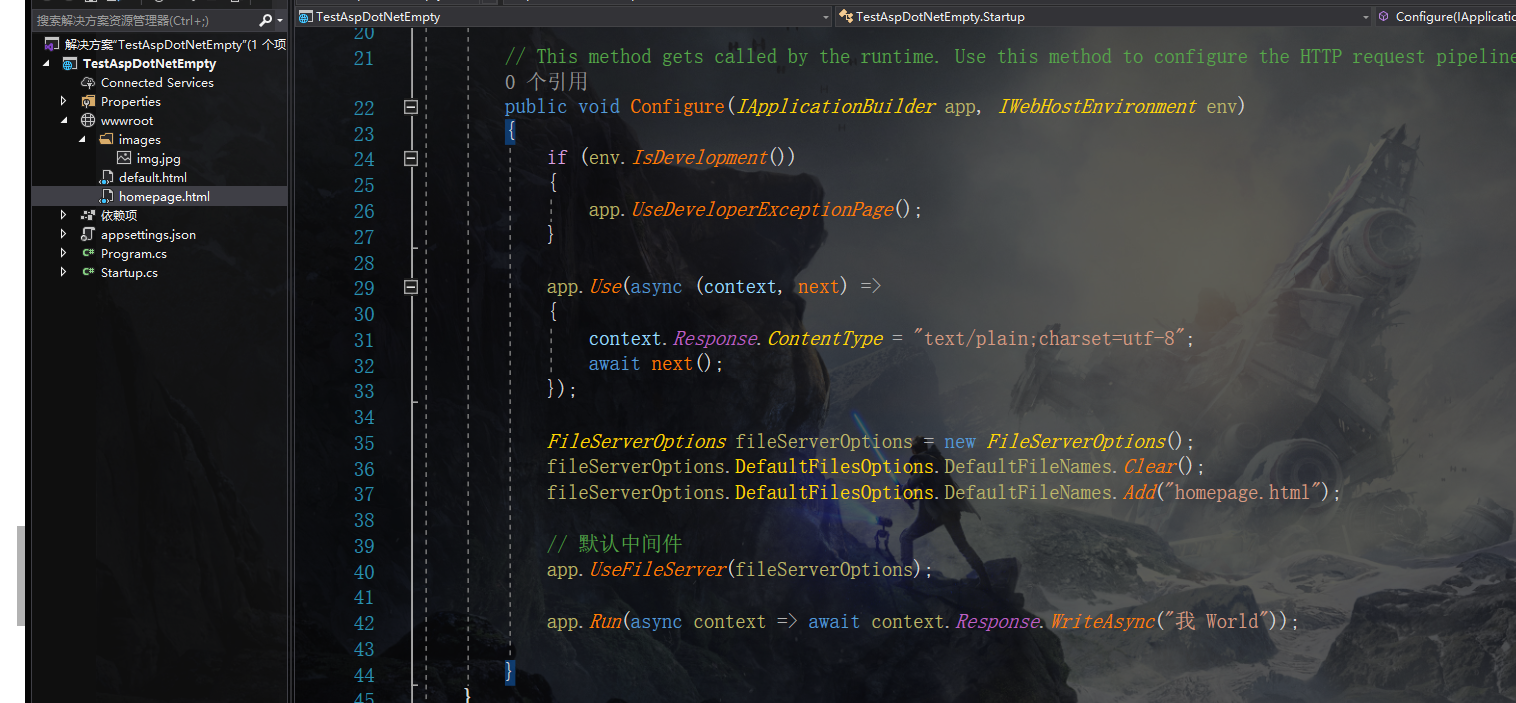 搜索解决方案资源管理器(Ctrl+;)
解决方案"TestAspDotNetEmpty"(1 个项
TestAspDotNetEmpty
Connected Services
Properties
wwwroot
images
img.jpg
default.html
homepage.html
依赖项
appsettings.json
Program.cs
Startup.cs
TestAspDotNetEmpty
TestAspDotNetEmpty.Startup
Configure(IApplicatio
20
21 // This method gets called by the runtime. Use this method to configure the HTTP request pipeline
0 个引用
22 public void Configure(IApplicationBuilder app, IWebHostEnvironment env)
23 {
24 if (env.IsDevelopment())
25 {
26 app.UseDeveloperExceptionPage();
27 }
28
29 app.Use(async (context, next) =>
30 {
31 context.Response.ContentType = "text/plain;charset=utf-8";
32 await next();
33 });
34
35 FileServerOptions fileServerOptions = new FileServerOptions();
36 fileServerOptions.DefaultFilesOptions.DefaultFileNames.Clear();
37 fileServerOptions.DefaultFilesOptions.DefaultFileNames.Add("homepage.html");
38
39 // 默认中间件
40 app.UseFileServer(fileServerOptions);
41
42 app.Run(async context => await context.Response.WriteAsync("我 World"));
43
44 }
45 }